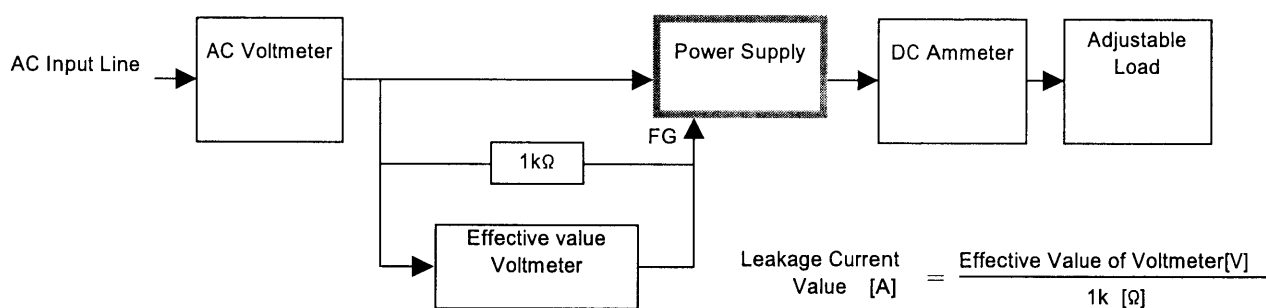 AC Input Line
AC Voltmeter
Power Supply
DC Ammeter
Adjustable
Load
FG
1kΩ
Effective value
Voltmeter
Leakage Current
Value [A]
=
Effective Value of Voltmeter[V]
1k [Ω]